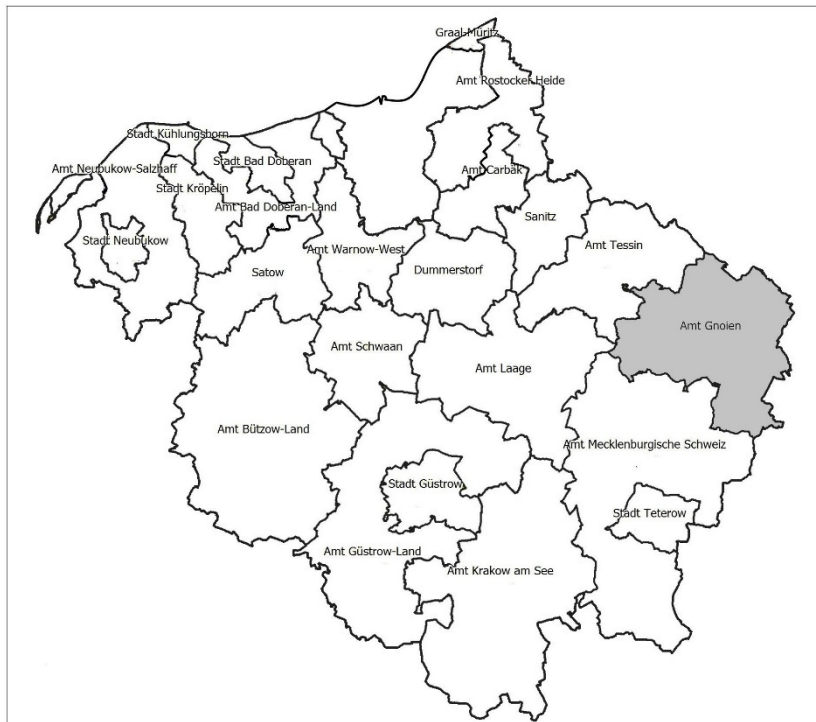 Graal-Müritz
Amt Rostocker Heide
Stadt Kühlungsborn
Stadt Bad Doberan
Amt Neubukow-Salzhaff
Amt Carbäk
Stadt Kröpelin
Amt Bad Doberan-Land
Sanitz
Stadt Neubukow
Amt Warnow-West
Amt Tessin
Satow
Dummerstorf
Amt Gnoien
Amt Schwaan
Amt Laage
Amt Bützow-Land
Amt Mecklenburgische Schweiz
Stadt Güstrow
Stadt Teterow
Amt Güstrow-Land
Amt Krakow am See